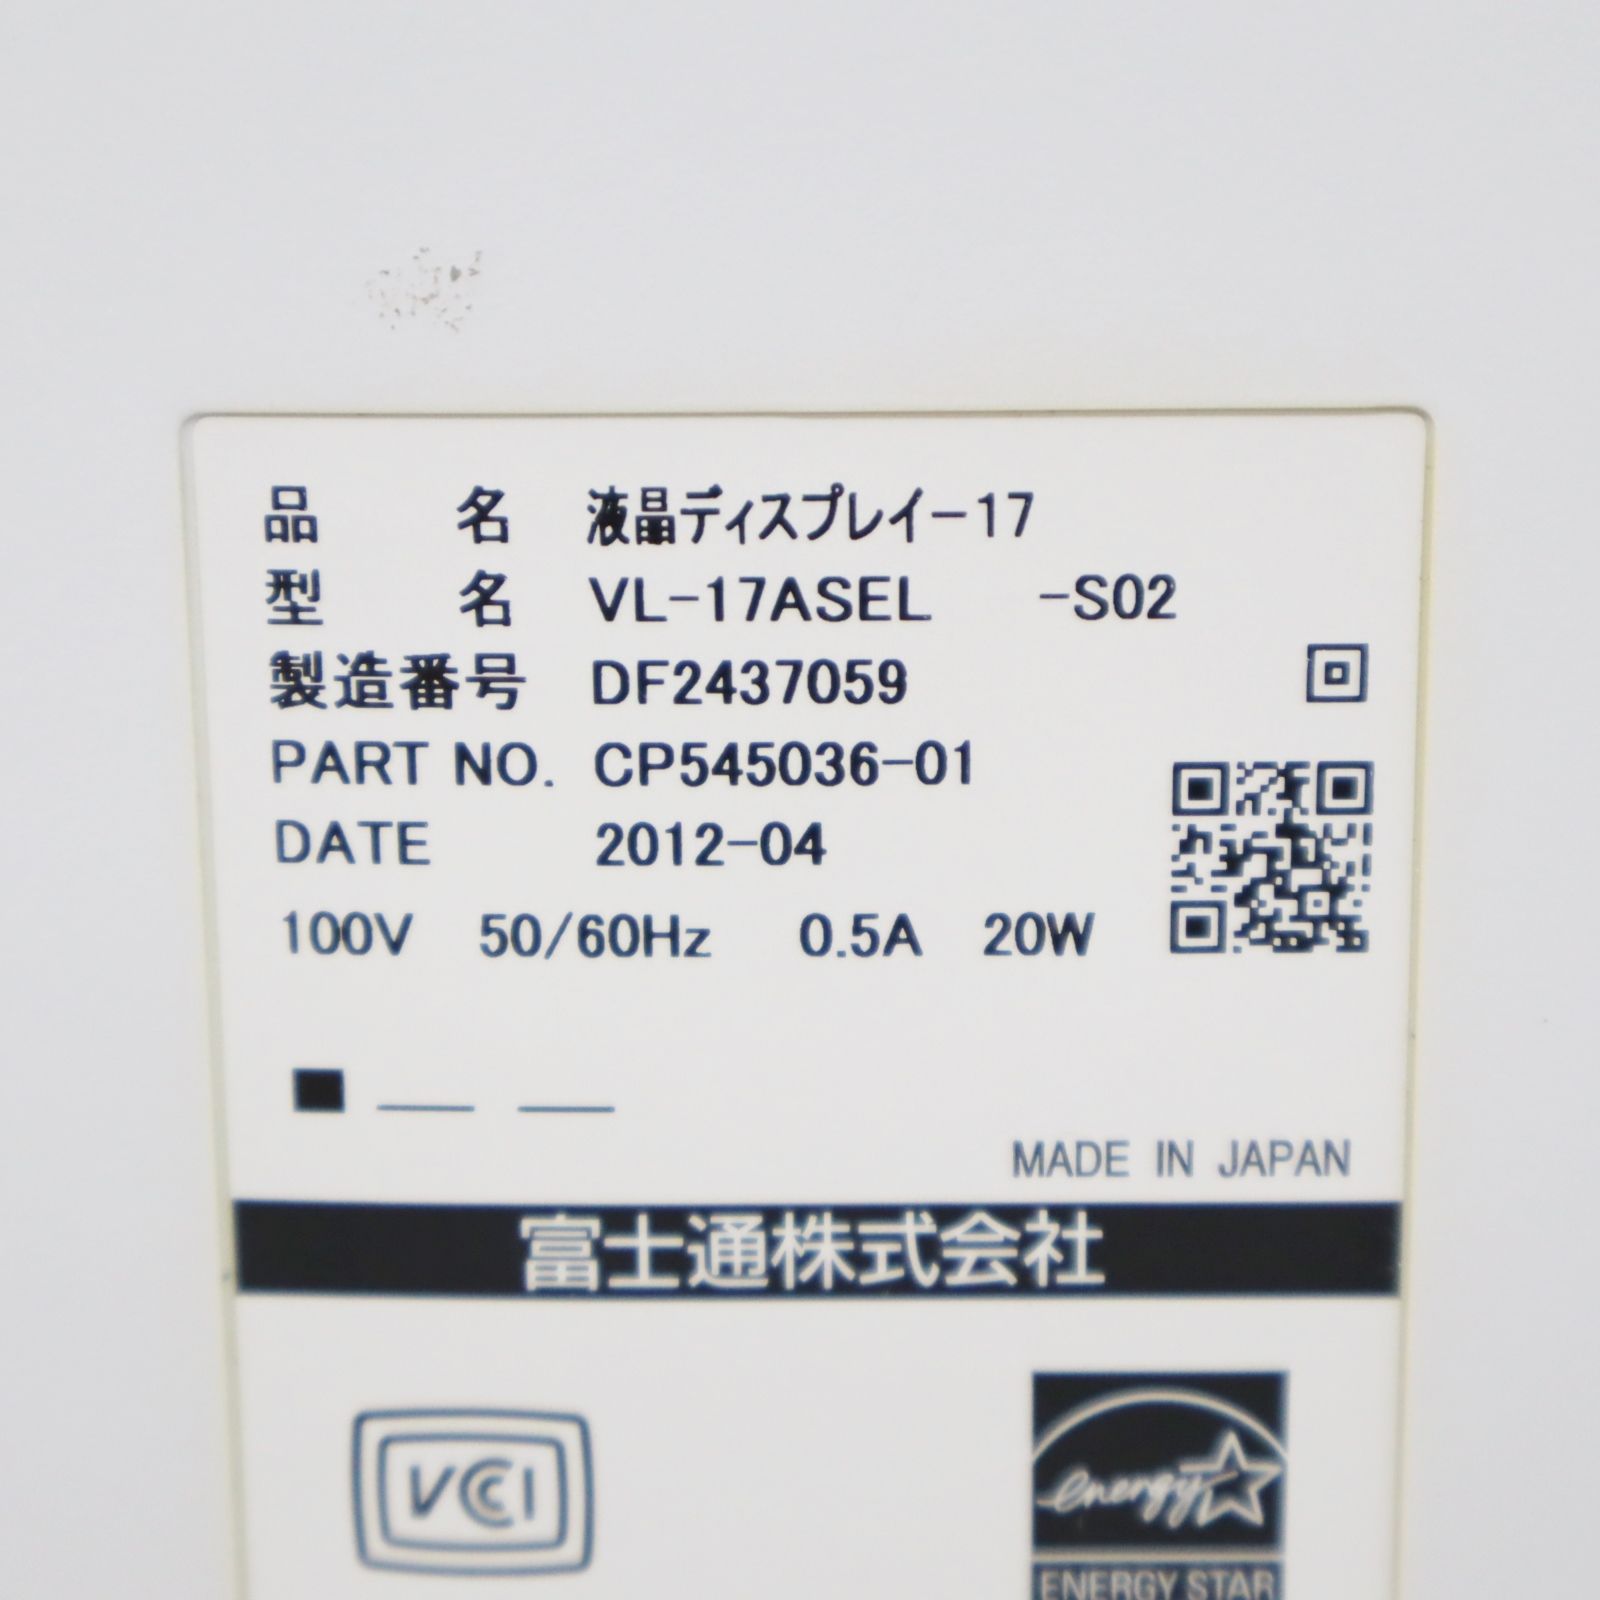 品名 液晶ディスプレイ-17
型名 VL-17ASEL -S02
製造番号 DF2437059
PART NO. CP545036-01
DATE 2012-04
100V 50/60Hz 0.5A 20W
MADE IN JAPAN
富士通株式会社
VCCI
energy
ENERGY STAR